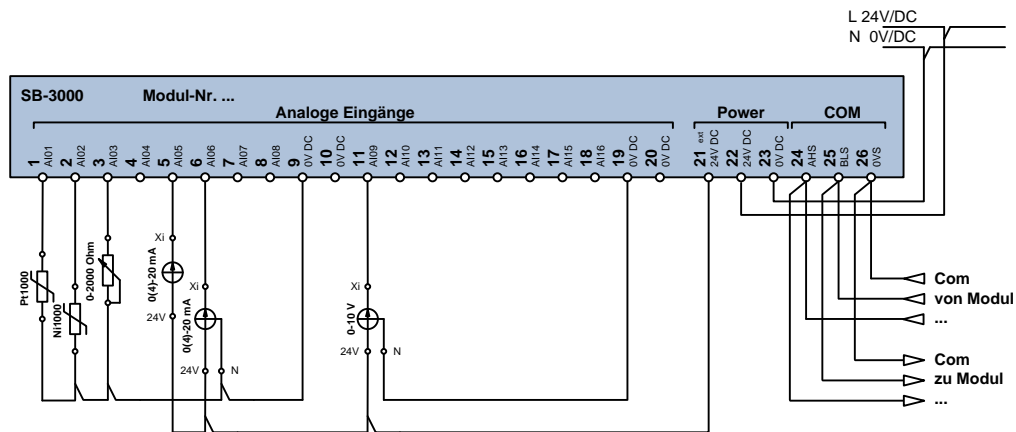 L 24V/DC
N 0V/DC
SB-3000 Modul-Nr. ...
Analoge Eingänge Power COM
1 AI01
2 AI02
3 AI03
4 AI04
5 AI05
6 AI06
7 AI07
8 AI08
9 0V DC
10 0V DC
11 AI09
12 AI10
13 AI11
14 AI12
15 AI13
16 AI14
17 AI15
18 AI16
19 0V DC
20 0V DC
21 ext 24V DC
22 24V DC
23 0V DC
24 AHS
25 BLS
26 0VS
Pt1000
Ni1000
0-2000 Ohm
Xi
0(4)-20 mA
24V
Xi
0(4)-20 mA
24V N
Xi
0-10 V
24V N
Com
von Modul
...
Com
zu Modul
...